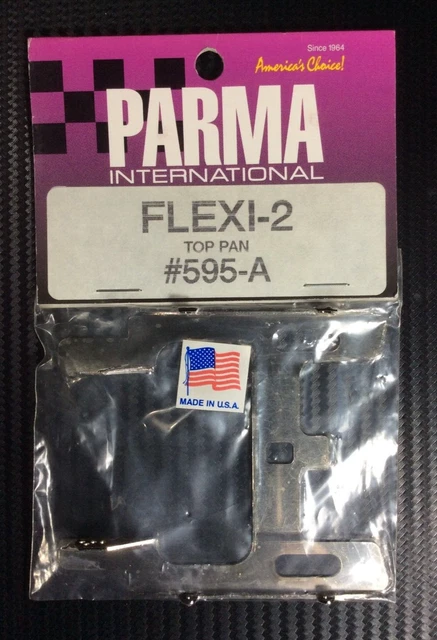 Since 1964
America's Choice!
PARMA
INTERNATIONAL
FLEXI-2
TOP PAN
#595-A
MADE IN U.S.A.